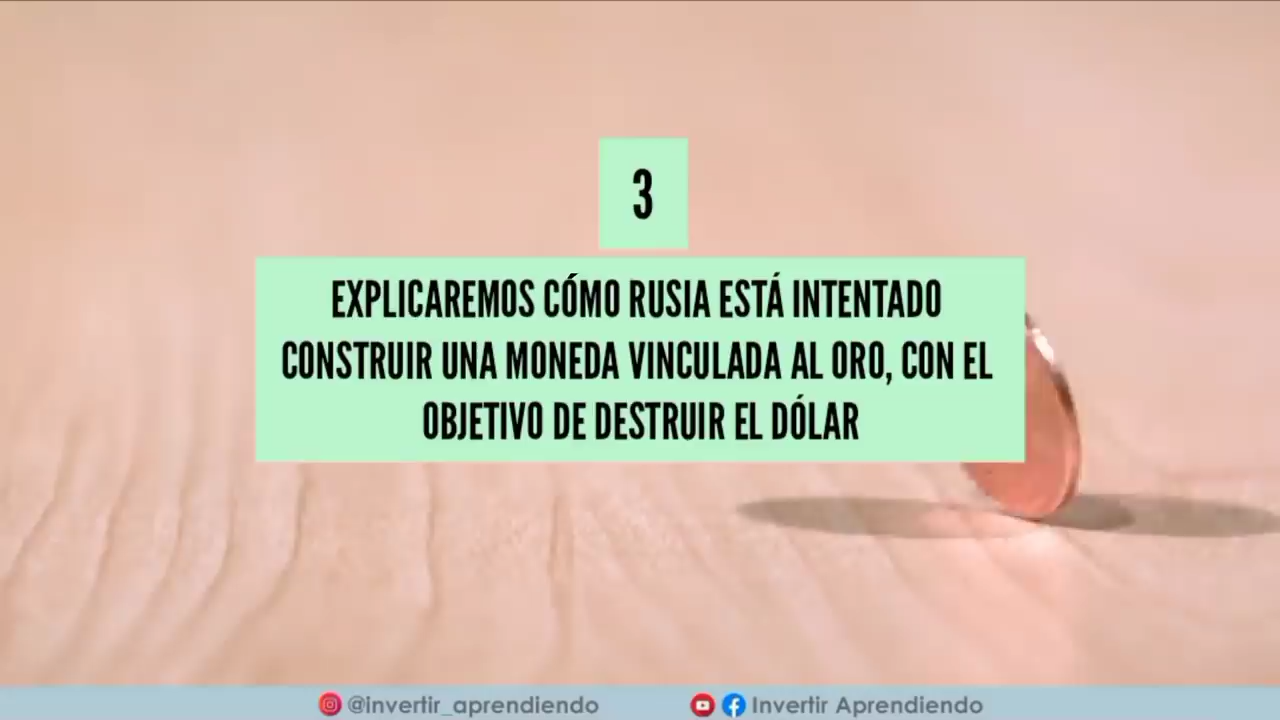 3
EXPLICAREMOS CÓMO RUSIA ESTÁ INTENTADO
CONSTRUIR UNA MONEDA VINCULADA AL ORO, CON EL
OBJETIVO DE DESTRUIR EL DÓLAR
@invertir_aprendiendo Invertir Aprendiendo